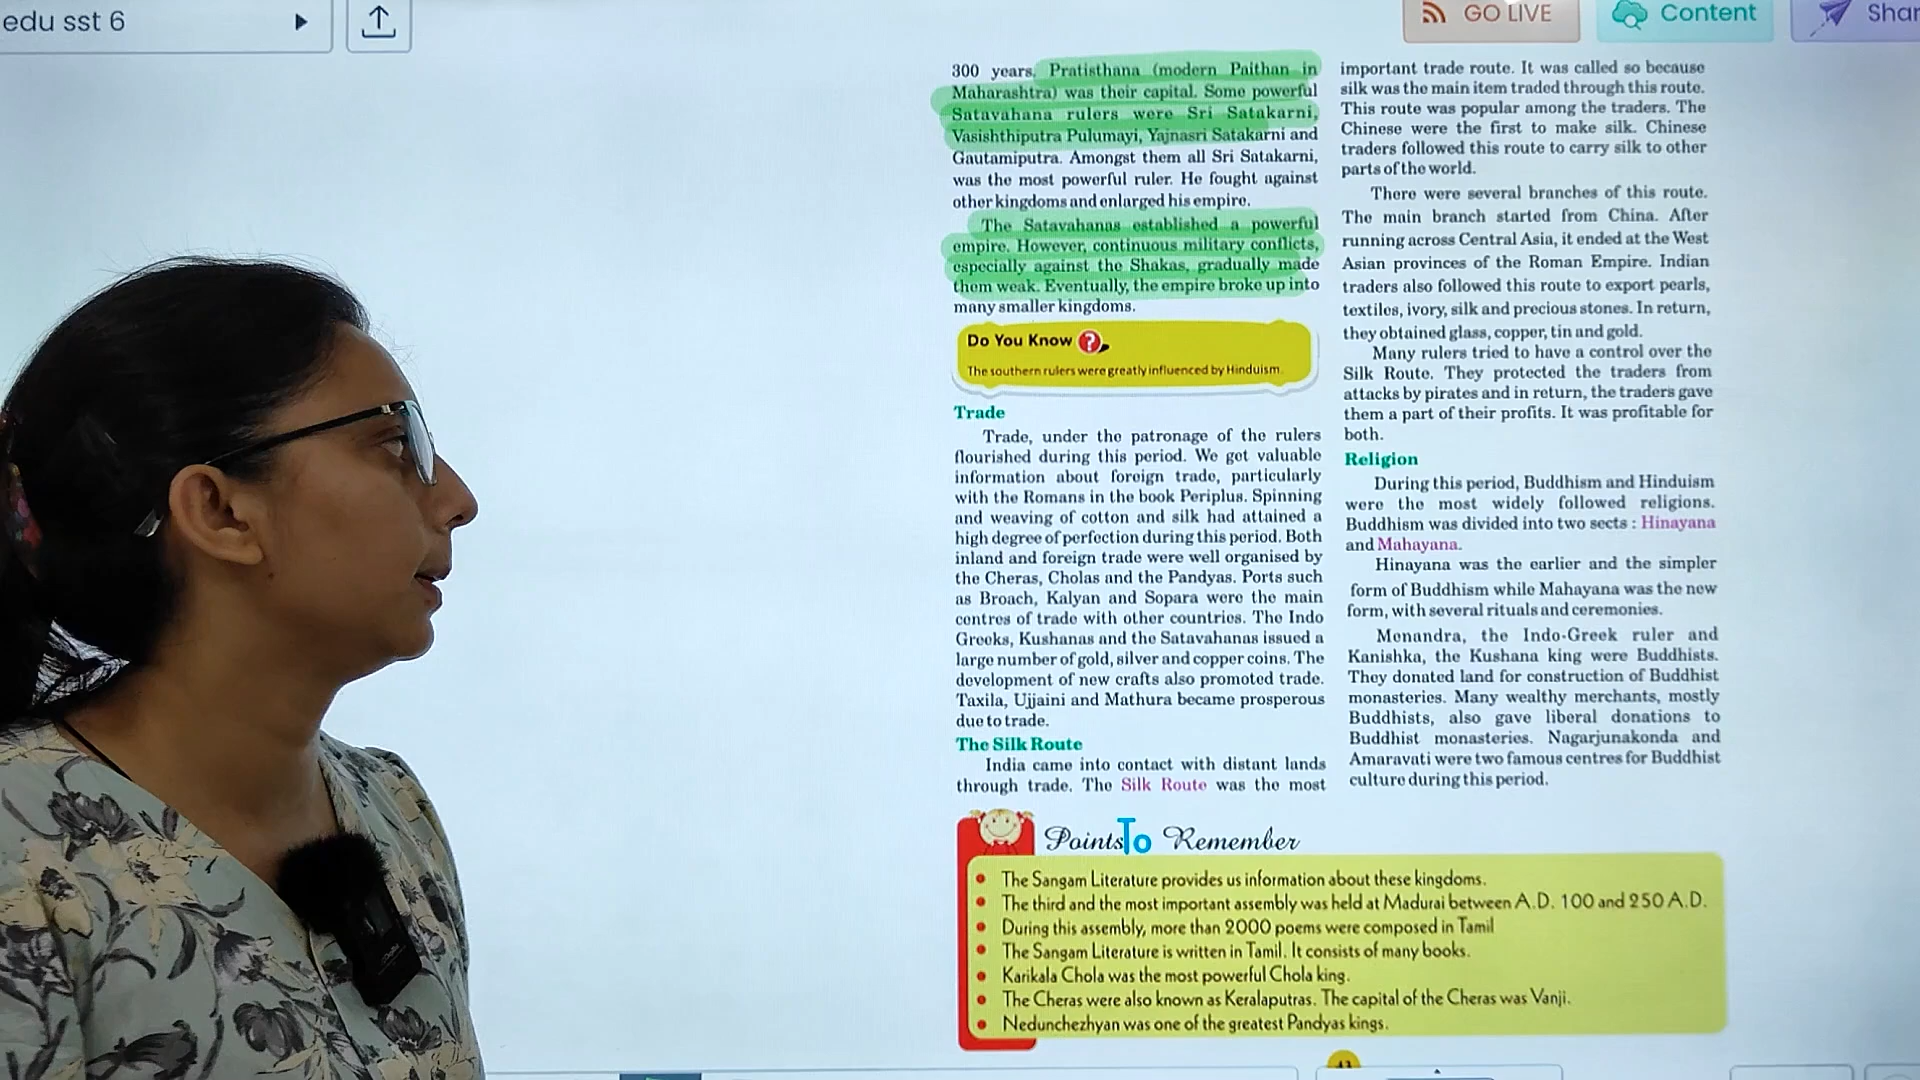 edu sst 6
GO LIVE
Content
Shar
300 years. Pratisthana (modern Paithan in
Maharashtra) was their capital. Some powerful
Satavahana rulers were Sri Satakarni,
Vasishthiputra Pulumayi, Yajnasri Satakarni and
Gautamiputra. Amongst them all Sri Satakarni,
was the most powerful ruler. He fought against
other kingdoms and enlarged his empire.
The Satavahanas established a powerful
empire. However, continuous military conflicts,
especially against the Shakas, gradually made
them weak. Eventually, the empire broke up into
many smaller kingdoms.
Do You Know ?
The southern rulers were greatly influenced by Hinduism.
Trade
Trade, under the patronage of the rulers
flourished during this period. We get valuable
information about foreign trade, particularly
with the Romans in the book Periplus. Spinning
and weaving of cotton and silk had attained a
high degree of perfection during this period. Both
inland and foreign trade were well organised by
the Cheras, Cholas and the Pandyas. Ports such
as Broach, Kalyan and Sopara were the main
centres of trade with other countries. The Indo
Greeks, Kushanas and the Satavahanas issued a
large number of gold, silver and copper coins. The
development of new crafts also promoted trade.
Taxila, Ujjaini and Mathura became prosperous
due to trade.
The Silk Route
India came into contact with distant lands
through trade. The Silk Route was the most
important trade route. It was called so because
silk was the main item traded through this route.
This route was popular among the traders. The
Chinese were the first to make silk. Chinese
traders followed this route to carry silk to other
parts of the world.
There were several branches of this route.
The main branch started from China. After
running across Central Asia, it ended at the West
Asian provinces of the Roman Empire. Indian
traders also followed this route to export pearls,
textiles, ivory, silk and precious stones. In return,
they obtained glass, copper, tin and gold.
Many rulers tried to have a control over the
Silk Route. They protected the traders from
attacks by pirates and in return, the traders gave
them a part of their profits. It was profitable for
both.
Religion
During this period, Buddhism and Hinduism
were the most widely followed religions.
Buddhism was divided into two sects : Hinayana
and Mahayana.
Hinayana was the earlier and the simpler
form of Buddhism while Mahayana was the new
form, with several rituals and ceremonies.
Menandra, the Indo-Greek ruler and
Kanishka, the Kushana king were Buddhists.
They donated land for construction of Buddhist
monasteries. Many wealthy merchants, mostly
Buddhists, also gave liberal donations to
Buddhist monasteries. Nagarjunakonda and
Amaravati were two famous centres for Buddhist
culture during this period.
Points To Remember
• The Sangam Literature provides us information about these kingdoms.
• The third and the most important assembly was held at Madurai between A.D. 100 and 250 A.D.
• During this assembly, more than 2000 poems were composed in Tamil
• The Sangam Literature is written in Tamil. It consists of many books.
• Karikala Chola was the most powerful Chola king.
• The Cheras were also known as Keralaputras. The capital of the Cheras was Vanji.
• Nedunchezhyan was one of the greatest Pandyas kings.